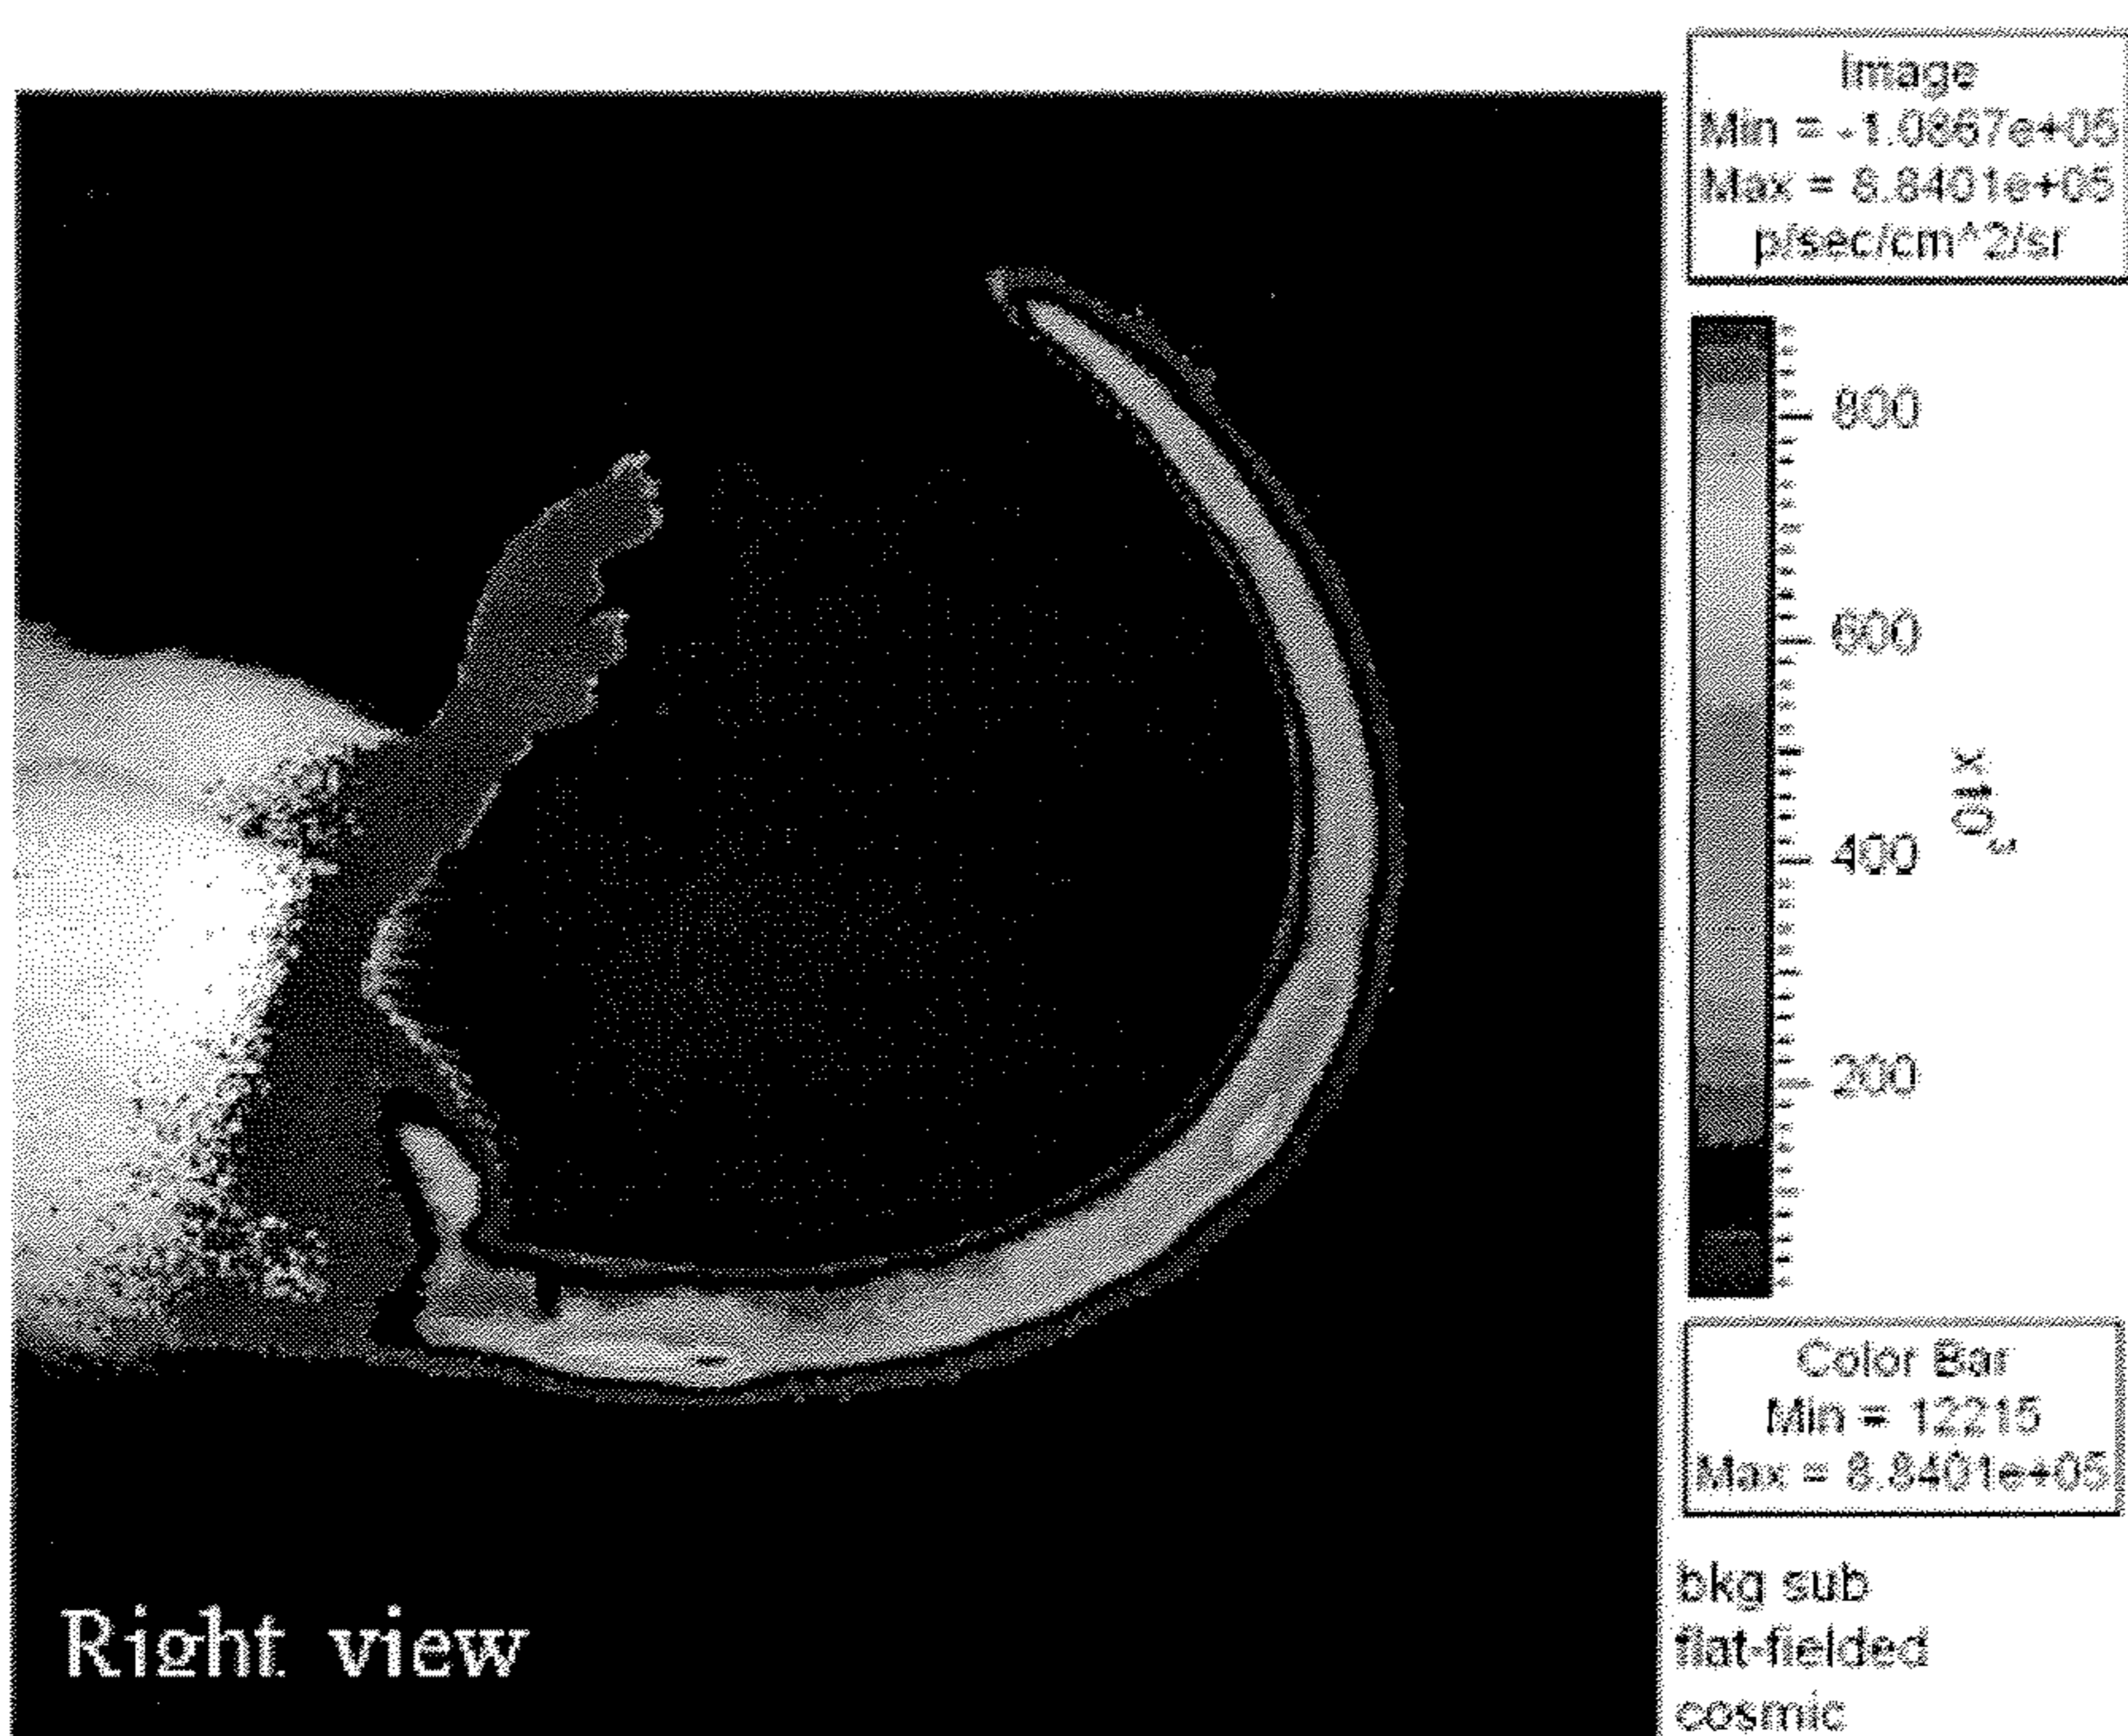 Image
Min = -1.0867e+05
Max = 8.8401e+05
p/sec/cm^2/sr
800
600
400
200
x10³
Color Bar
Min = 12215
Max = 8.8401e+05
bkg sub
flat-fielded
cosmic
Right view